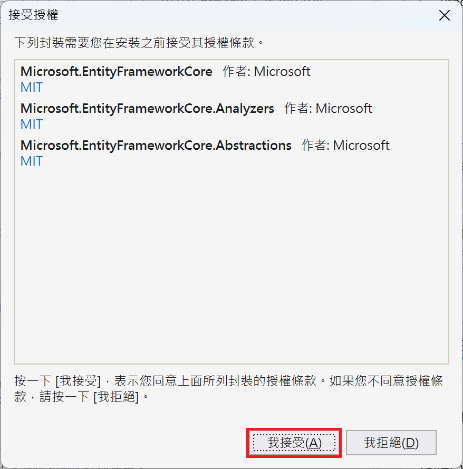 接受授權
下列封裝需要您在安裝之前接受其授權條款。
Microsoft.EntityFrameworkCore 作者: Microsoft
MIT
Microsoft.EntityFrameworkCore.Analyzers 作者: Microsoft
MIT
Microsoft.EntityFrameworkCore.Abstractions 作者: Microsoft
MIT
按一下 [我接受]，表示您同意上面所列封裝的授權條款。如果您不同意授權條
款，請按一下 [我拒絕]。
我接受(A) 我拒絕(D)